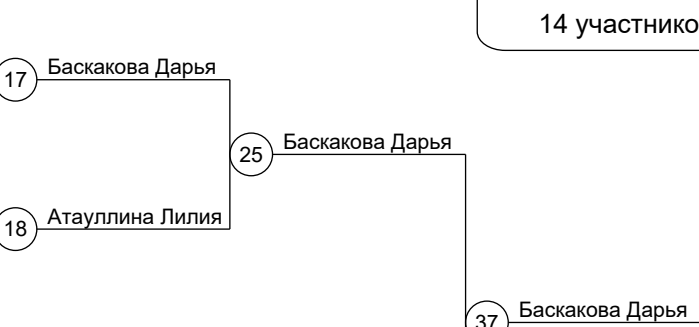 14 участнико
Баскакова Дарья
17
Баскакова Дарья
25
Атауллина Лилия
18
Баскакова Дарья
37